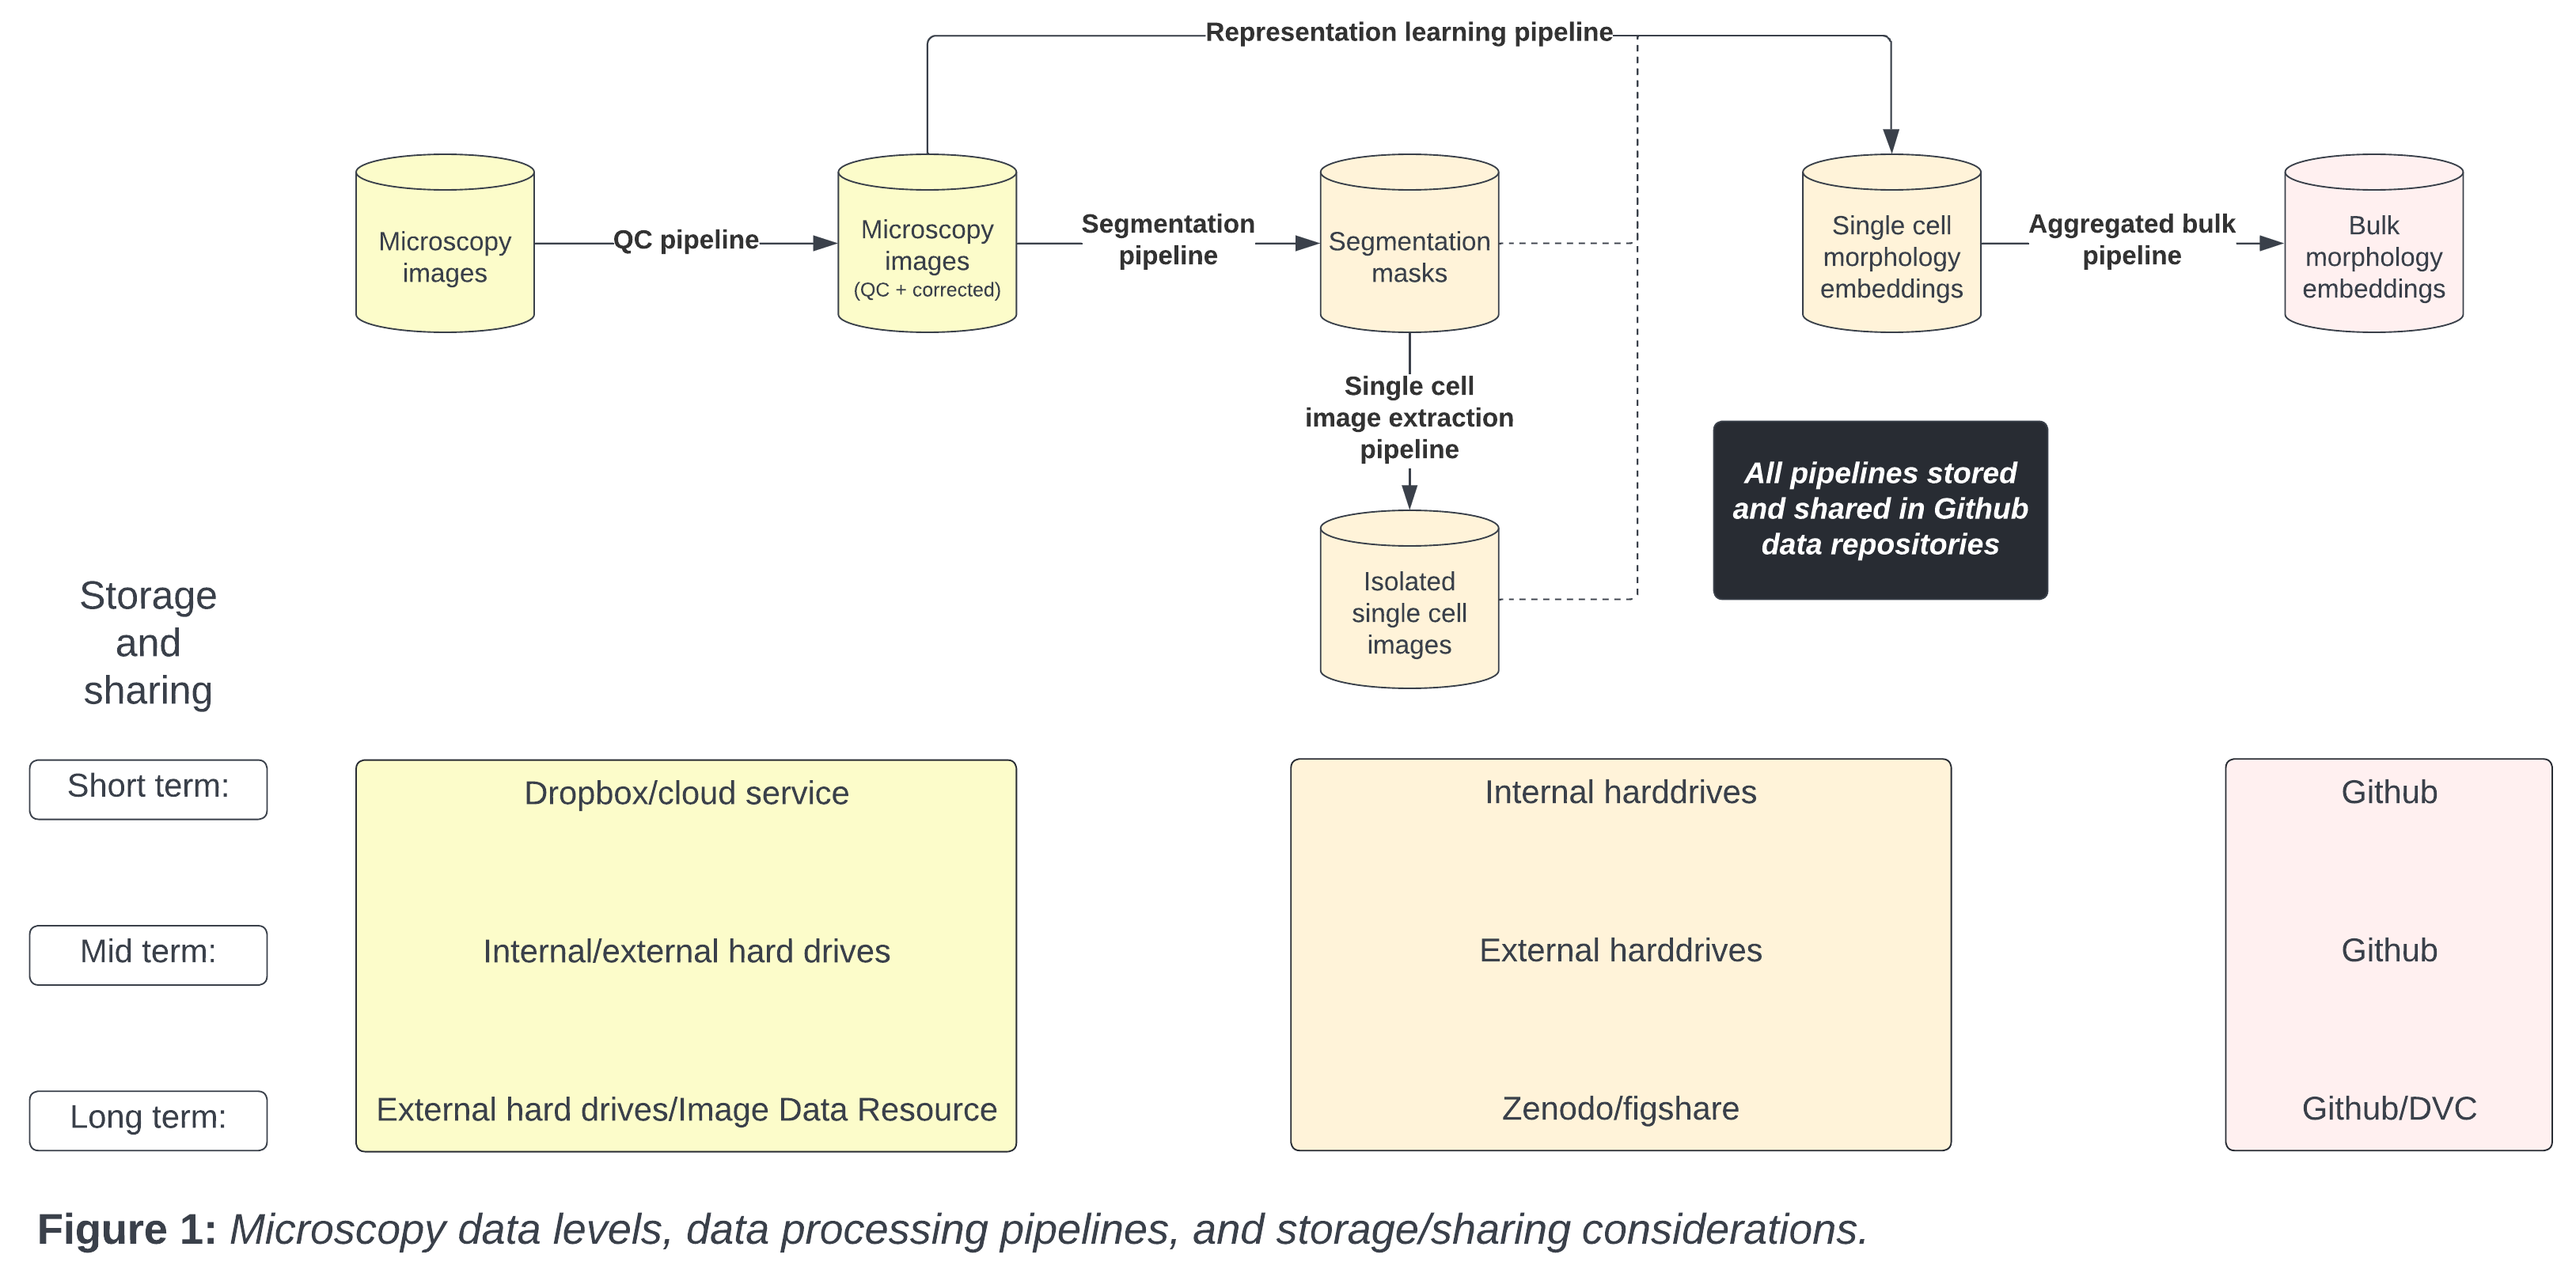 Representation learning pipeline
Microscopy
images
QC pipeline
Microscopy
images
(QC + corrected)
Segmentation
pipeline
Segmentation
masks
Single cell
morphology
embeddings
Aggregated bulk
pipeline
Bulk
morphology
embeddings
Single cell
image extraction
pipeline
All pipelines stored
and shared in Github
data repositories
Isolated
single cell
images
Storage
and
sharing
Short term:
Dropbox/cloud service
Internal harddrives
Github
Mid term:
Internal/external hard drives
External harddrives
Github
Long term:
External hard drives/Image Data Resource
Zenodo/figshare
Github/DVC
Figure 1: Microscopy data levels, data processing pipelines, and storage/sharing considerations.